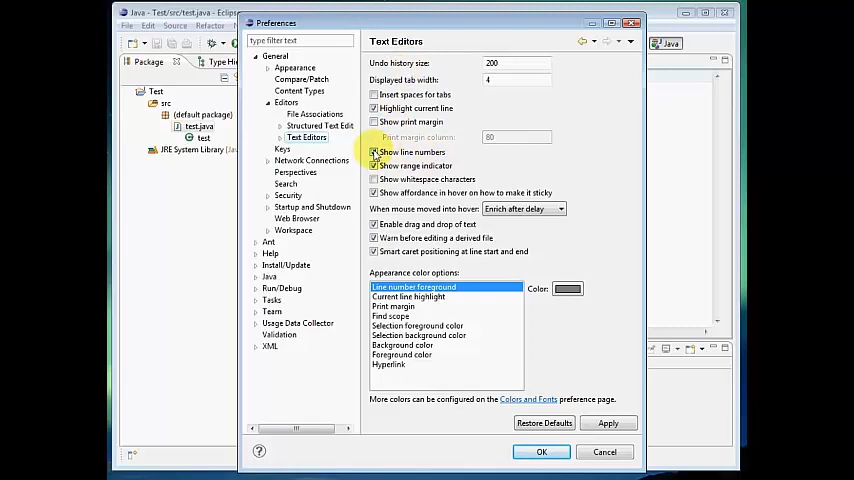 Java - Test/src/test.java - Eclipse
Preferences
File Edit Source Refactor
Java
Package
Type Hi
Test
src
(default package)
test.java
test
JRE System Library
type filter text
General
Appearance
Compare/Patch
Content Types
Editors
File Associations
Structured Text Edit
Text Editors
Keys
Network Connections
Perspectives
Search
Security
Startup and Shutdown
Web Browser
Workspace
Ant
Help
Install/Update
Java
Run/Debug
Tasks
Team
Usage Data Collector
Validation
XML
Text Editors
Undo history size: 200
Displayed tab width: 4
Insert spaces for tabs
Highlight current line
Show print margin
Print margin column: 80
Show line numbers
Show range indicator
Show whitespace characters
Show affordance in hover on how to make it sticky
When mouse moved into hover: Enrich after delay
Enable drag and drop of text
Warn before editing a derived file
Smart caret positioning at line start and end
Appearance color options:
Line number foreground
Current line highlight
Print margin
Find scope
Selection foreground color
Selection background color
Background color
Foreground color
Hyperlink
Color:
More colors can be configured on the Colors and Fonts preference page.
Restore Defaults Apply
? OK Cancel